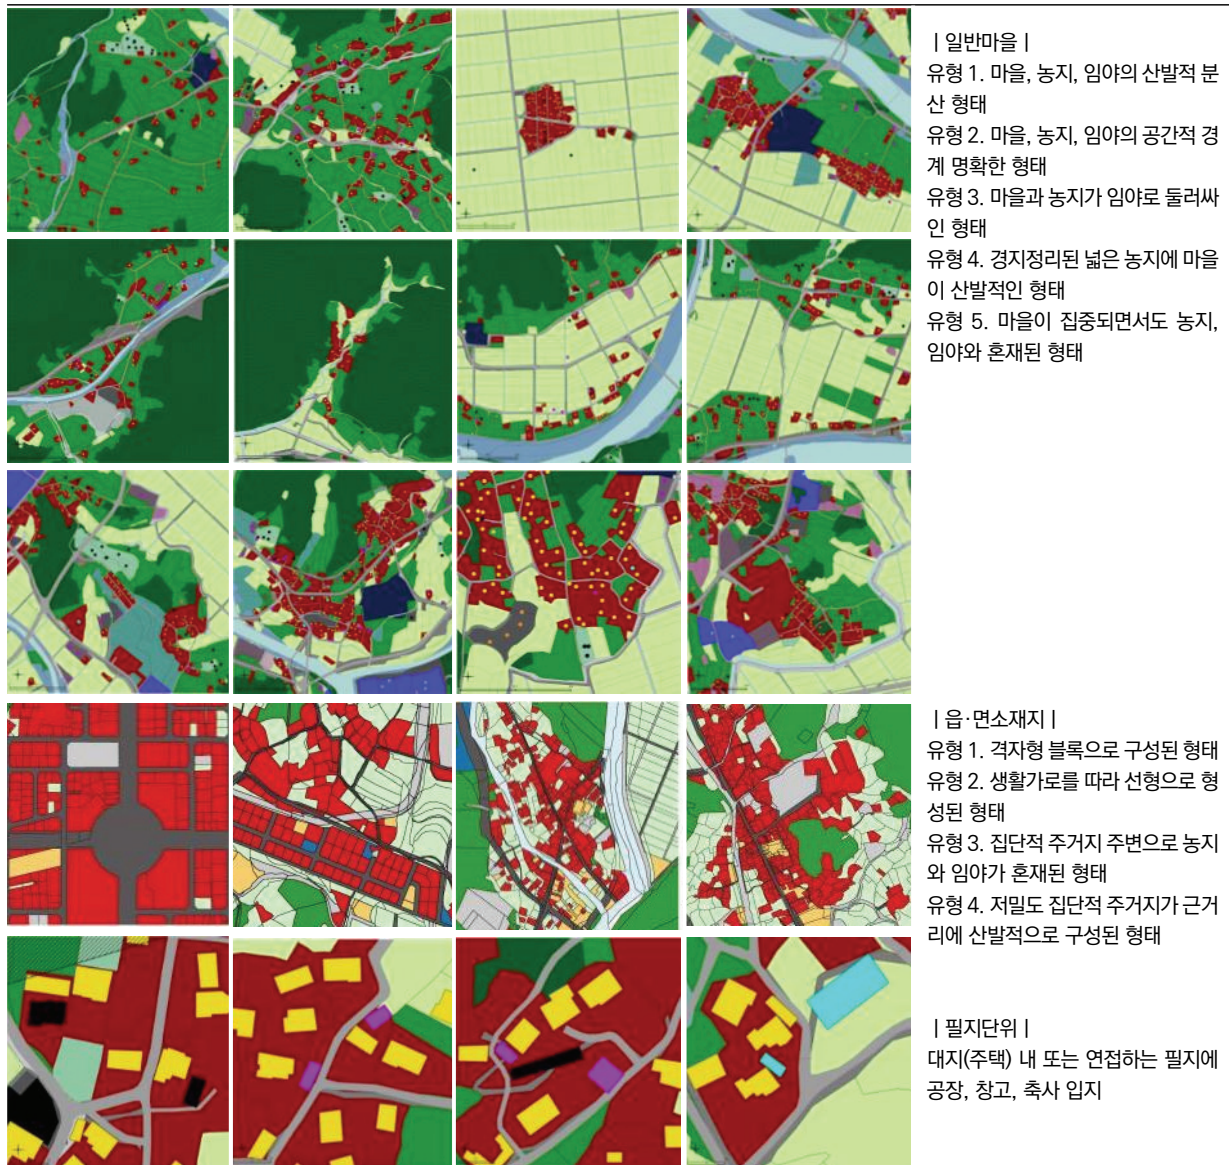 | 일반마을 |
유형 1. 마을, 농지, 임야의 산발적 분
산 형태
유형 2. 마을, 농지, 임야의 공간적 경
계 명확한 형태
유형 3. 마을과 농지가 임야로 둘러싸
인 형태
유형 4. 경지정리된 넓은 농지에 마을
이 산발적인 형태
유형 5. 마을이 집중되면서도 농지,
임야와 혼재된 형태
| 읍·면소재지 |
유형 1. 격자형 블록으로 구성된 형태
유형 2. 생활가로를 따라 선형으로 형
성된 형태
유형 3. 집단적 주거지 주변으로 농지
와 임야가 혼재된 형태
유형 4. 저밀도 집단적 주거지가 근거
리에 산발적으로 구성된 형태
| 필지단위 |
대지(주택) 내 또는 연접하는 필지에
공장, 창고, 축사 입지